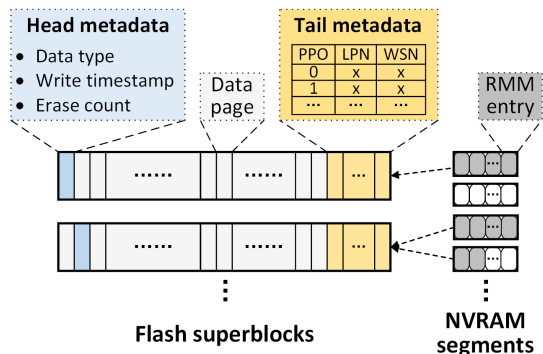 Head metadata
• Data type
• Write timestamp
• Erase count
Data
page
Tail metadata
PPO LPN WSN
0 x x
1 x x
... ... ...
RMM
entry
...... ...... ...
...
...
...... ...... ...
...
...
Flash superblocks
NVRAM
segments